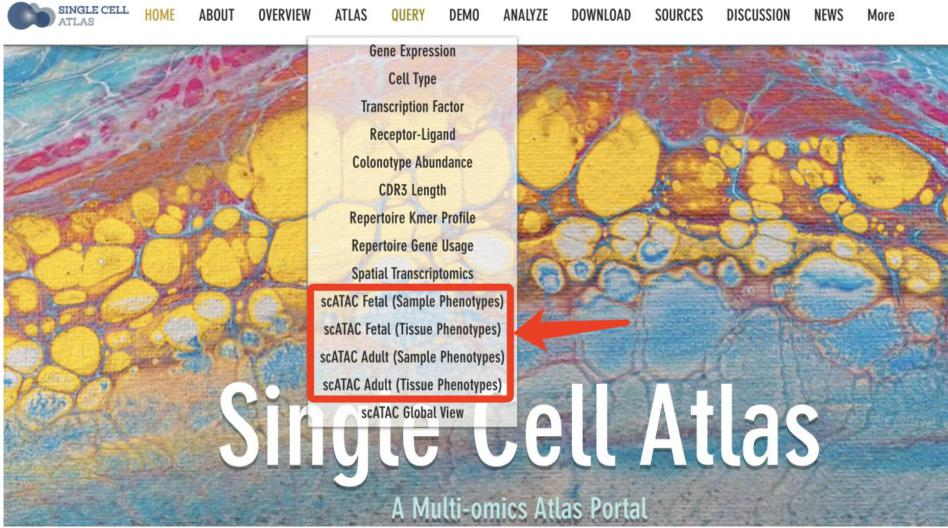 SINGLE CELL
ATLAS
HOME ABOUT OVERVIEW ATLAS QUERY DEMO ANALYZE DOWNLOAD SOURCES DISCUSSION NEWS More
Gene Expression
Cell Type
Transcription Factor
Receptor-Ligand
Colonotype Abundance
CDR3 Length
Repertoire Kmer Profile
Repertoire Gene Usage
Spatial Transcriptomics
scATAC Fetal (Sample Phenotypes)
scATAC Fetal (Tissue Phenotypes)
scATAC Adult (Sample Phenotypes)
scATAC Adult (Tissue Phenotypes)
scATAC Global View
Single Cell Atlas
A Multi-omics Atlas Portal